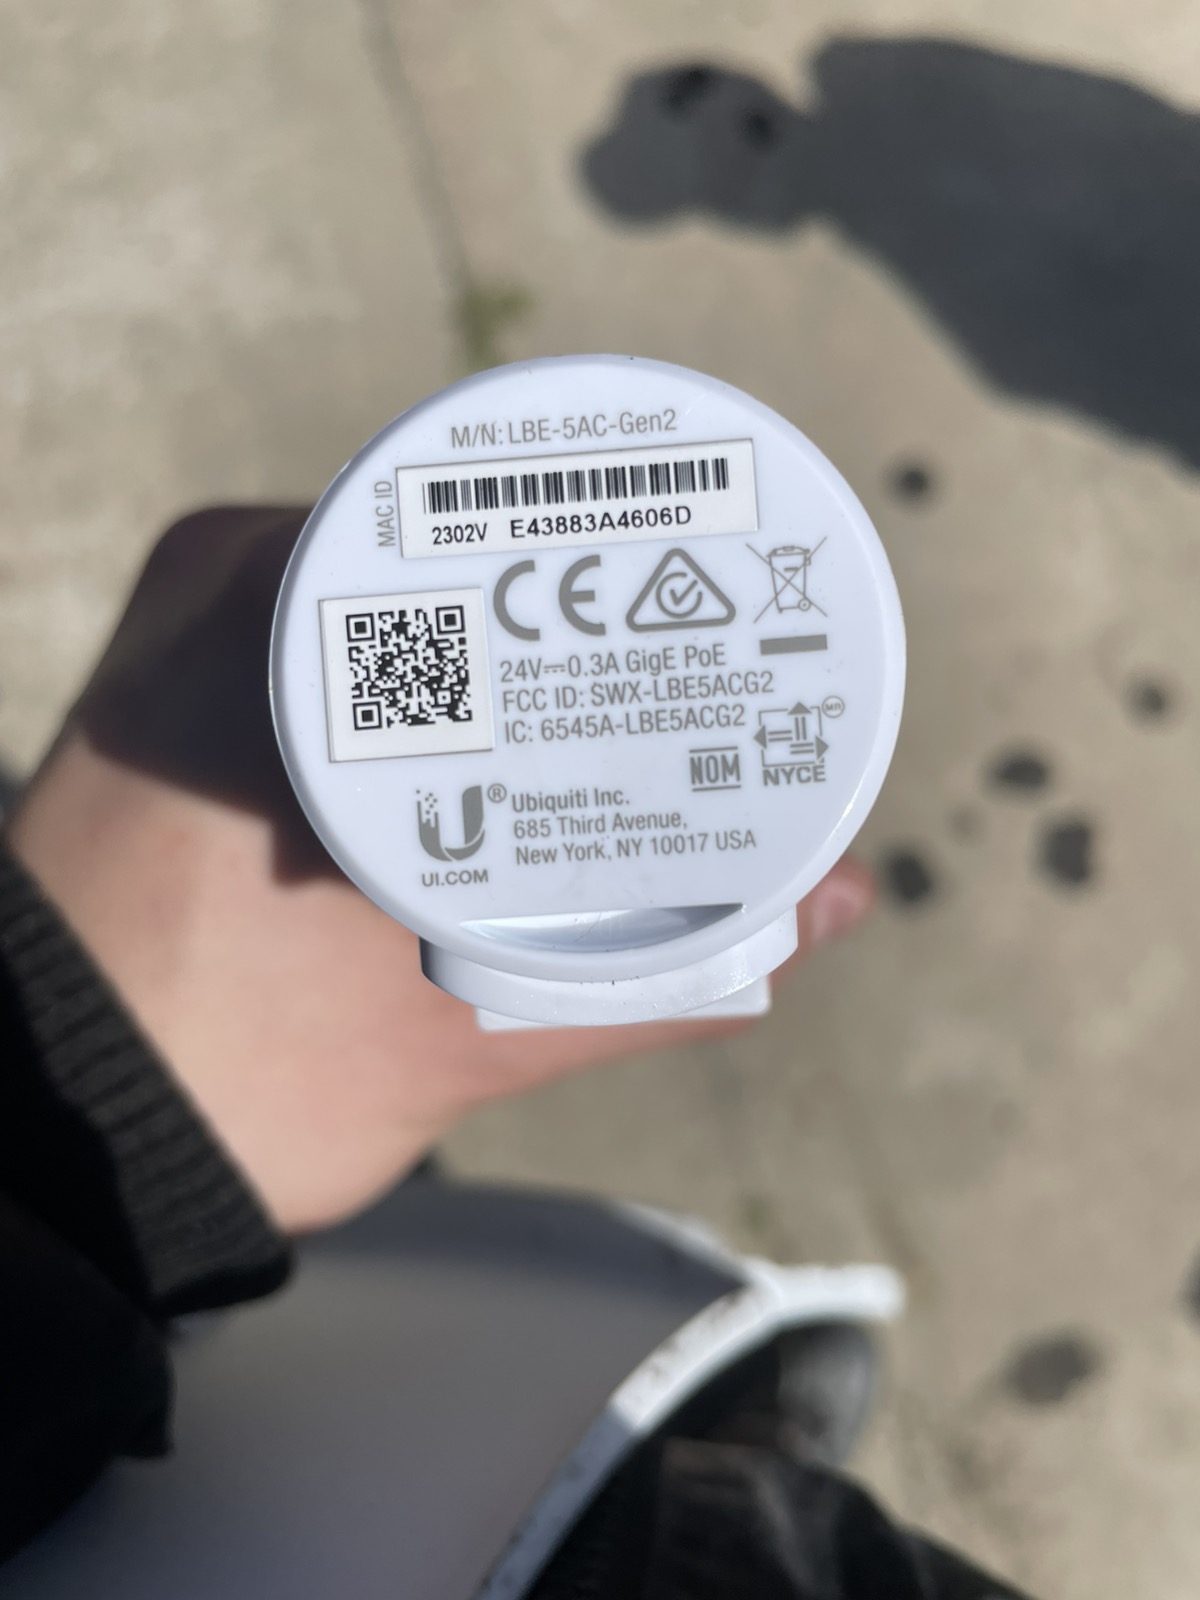 M/N: LBE-5AC-Gen2
MAC ID
2302V E43883A4606D
CE
24V⎓0.3A GigE PoE
FCC ID: SWX-LBE5ACG2
IC: 6545A-LBE5ACG2
NOM
NYCE
MR
U®
UI.COM
Ubiquiti Inc.
685 Third Avenue,
New York, NY 10017 USA